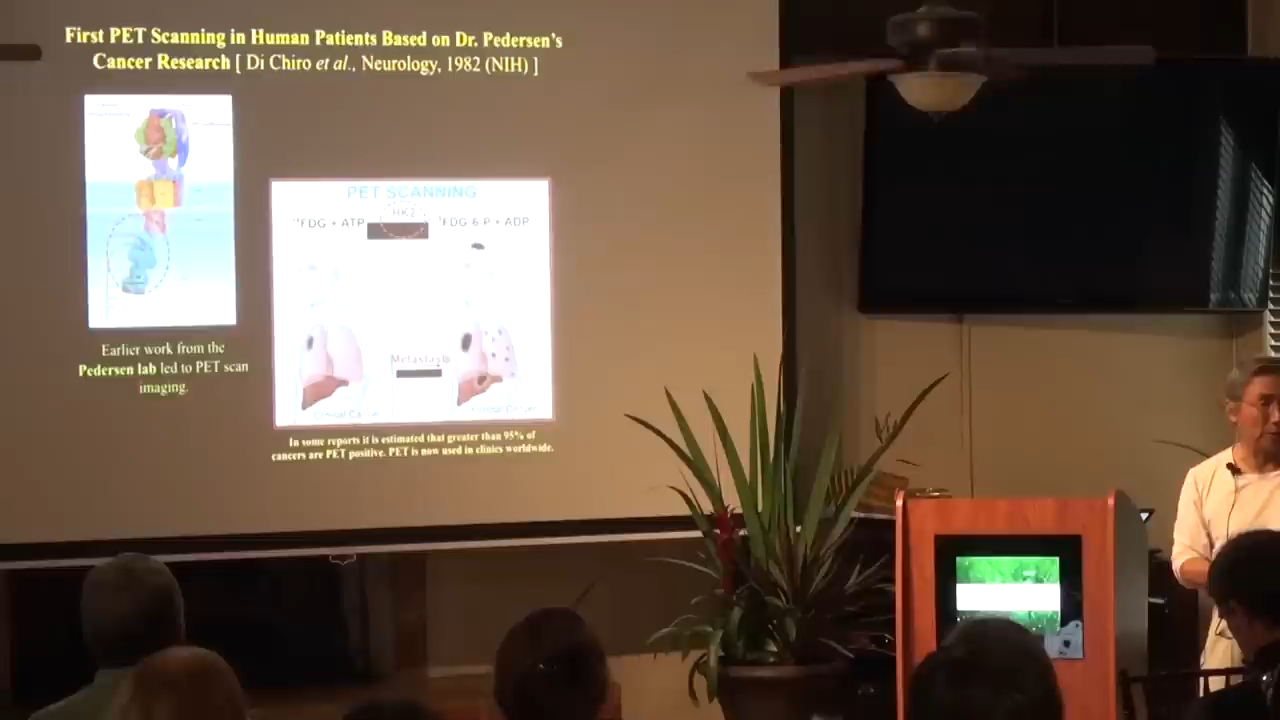 First PET Scanning in Human Patients Based on Dr. Pedersen's
Cancer Research [ Di Chiro et al., Neurology, 1982 (NIH) ]
PET SCANNING
HK2
FDG + ATP
FDG 6-P + ADP
Metastasis
Earlier work from the
Pedersen lab led to PET scan
imaging.
In some reports it is estimated that greater than 95% of
cancers are PET positive. PET is now used in clinics worldwide.